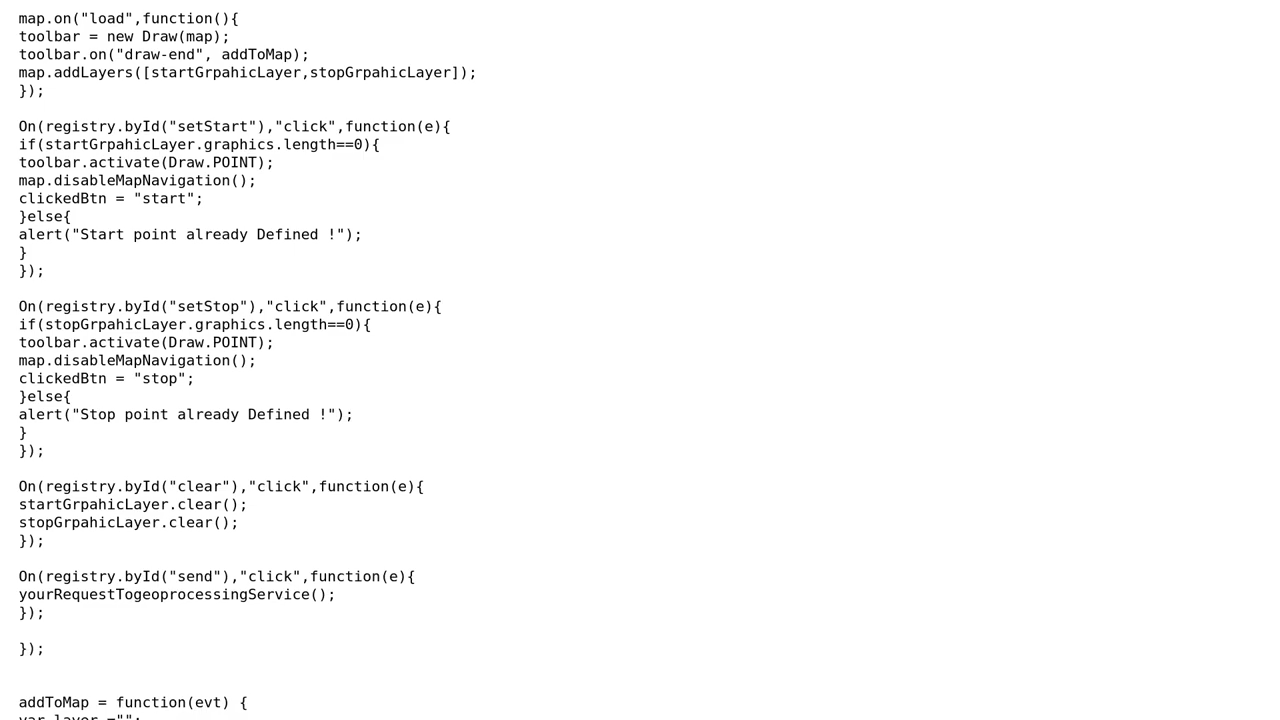 map.on("load",function(){
toolbar = new Draw(map);
toolbar.on("draw-end", addToMap);
map.addLayers([startGrpahicLayer,stopGrpahicLayer]);
});
On(registry.byId("setStart"),"click",function(e){
if(startGrpahicLayer.graphics.length==0){
toolbar.activate(Draw.POINT);
map.disableMapNavigation();
clickedBtn = "start";
}else{
alert("Start point already Defined !");
}
});
On(registry.byId("setStop"),"click",function(e){
if(stopGrpahicLayer.graphics.length==0){
toolbar.activate(Draw.POINT);
map.disableMapNavigation();
clickedBtn = "stop";
}else{
alert("Stop point already Defined !");
}
});
On(registry.byId("clear"),"click",function(e){
startGrpahicLayer.clear();
stopGrpahicLayer.clear();
});
On(registry.byId("send"),"click",function(e){
yourRequestTogeoprocessingService();
});
});
addToMap = function(evt) {
var layer ="";